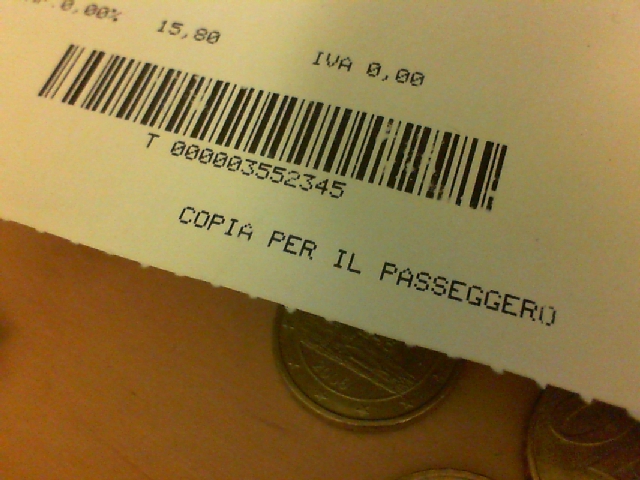 0,00% 15,80 IVA 0,00
T 000003552345
COPIA PER IL PASSEGGERO